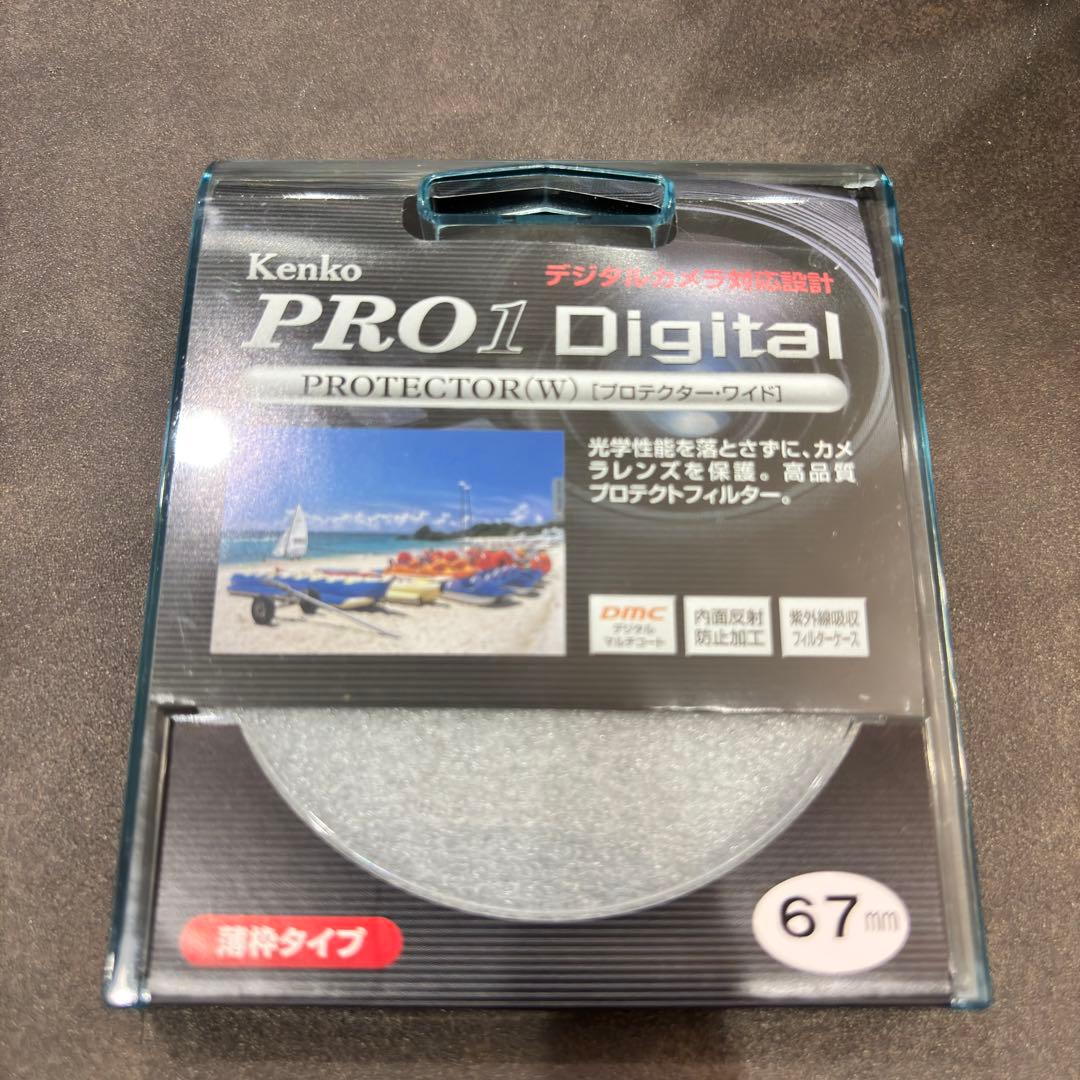 Kenko
デジタルカメラ対応設計
PRO1 Digital
PROTECTOR(W) [プロテクター・ワイド]
光学性能を落とさずに、カメ
ラレンズを保護。高品質
プロテクトフィルター。
DMC
デジタル
マルチコート
内面反射
防止加工
紫外線吸収
フィルターケース
薄枠タイプ
67mm